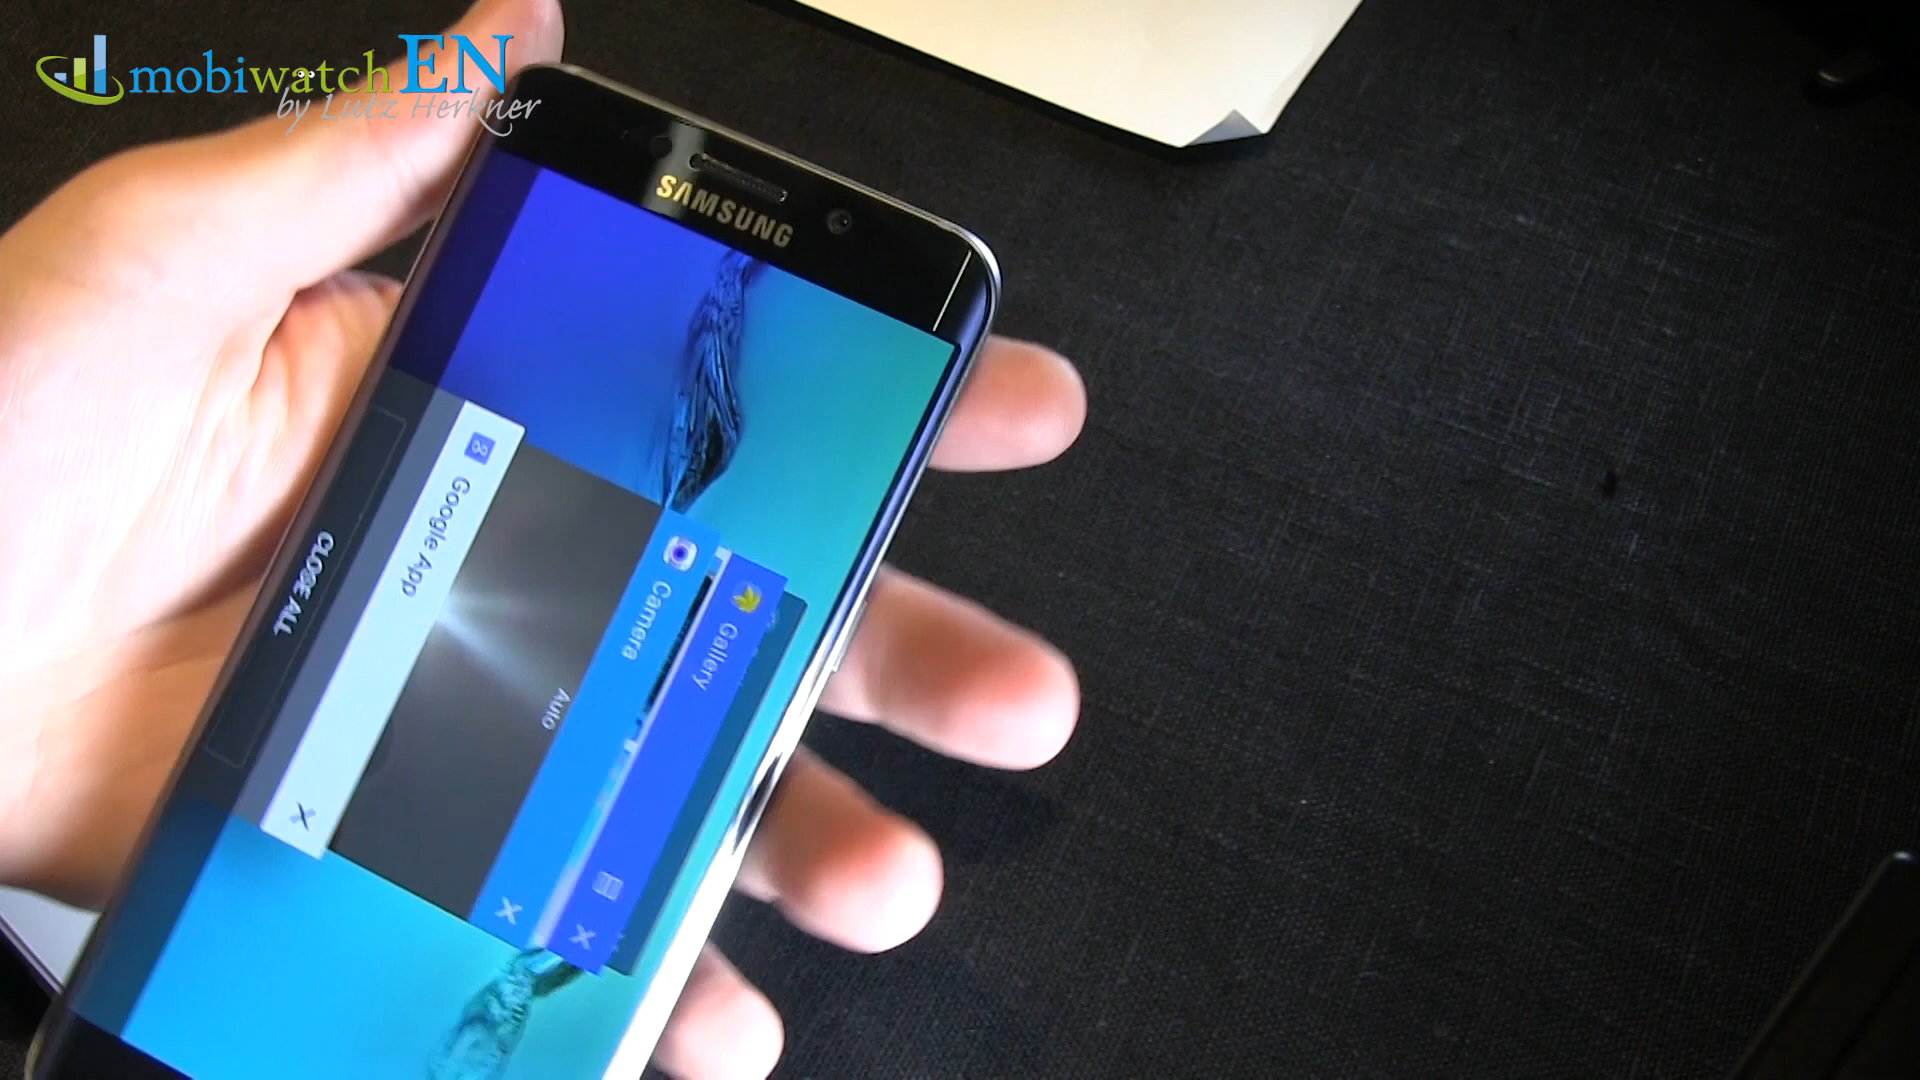 mobiwatchEN
by Lutz Herkner
SAMSUNG
Gallery
Camera
Auto
Google App
CLOSE ALL